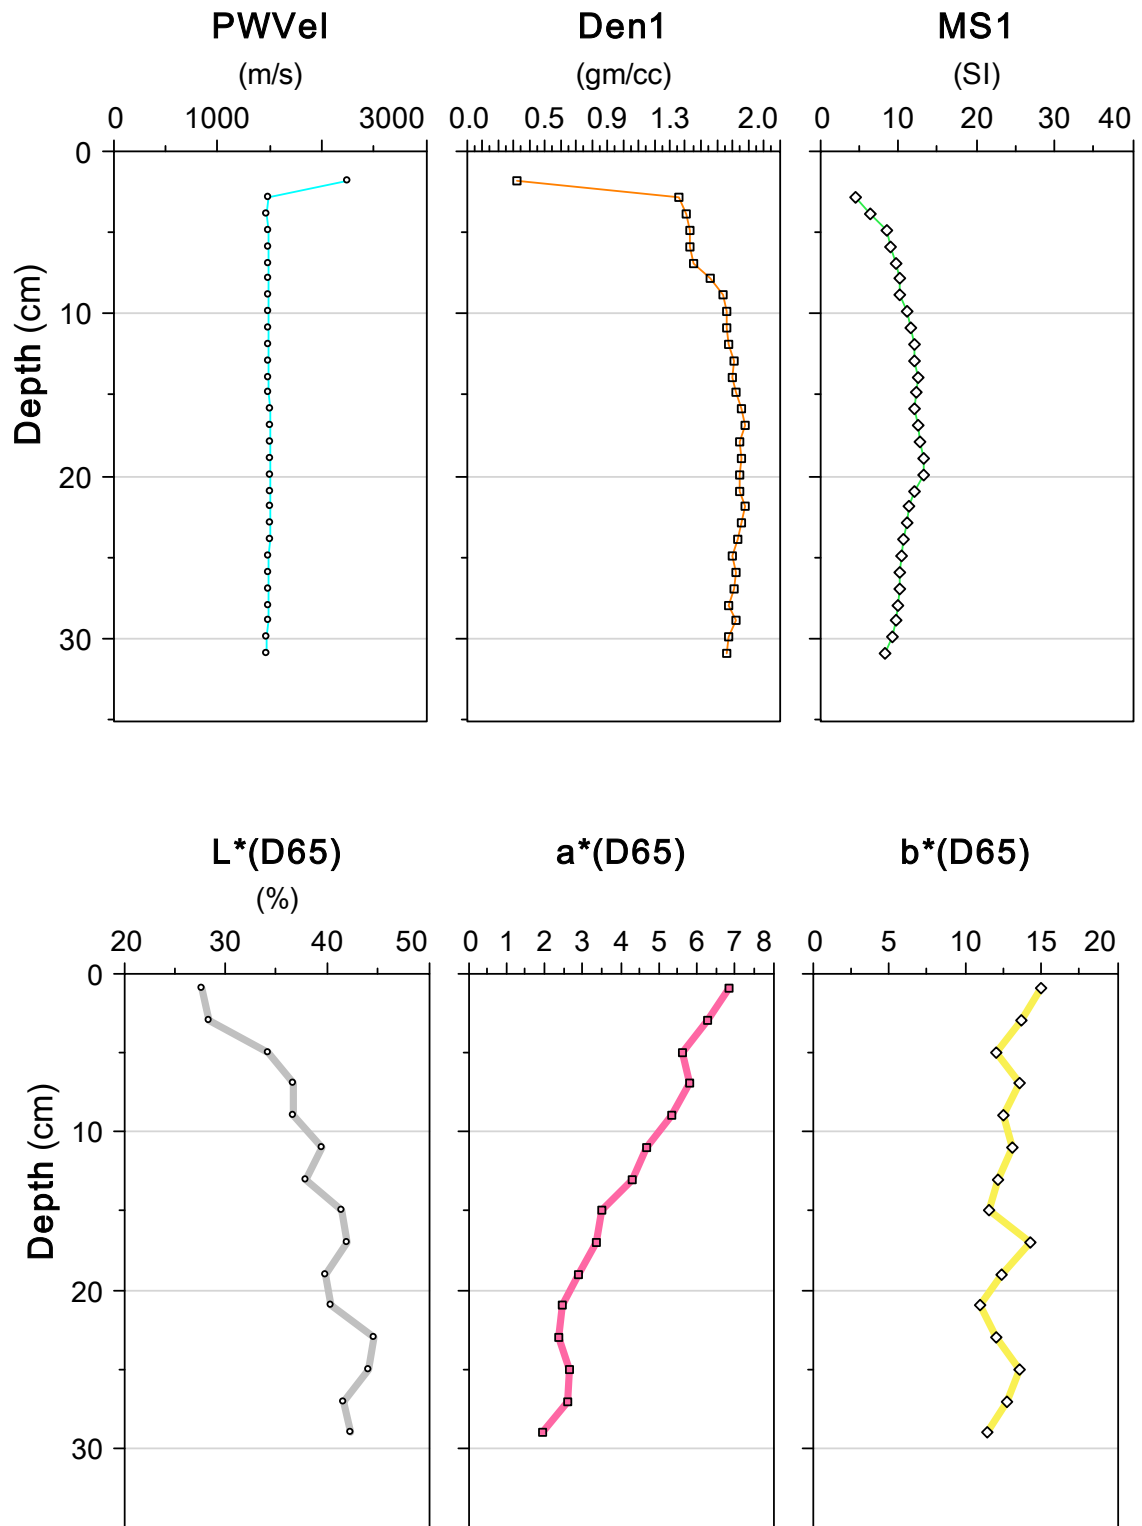 PWVel Den1 MS1
(m/s) (gm/cc) (SI)
0 1000 3000 0.0 0.5 0.9 1.3 2.0 0 10 20 30 40
0
10
20
30
Depth (cm)
L*(D65) a*(D65) b*(D65)
(%)
20 30 40 50 0 1 2 3 4 5 6 7 8 0 5 10 15 20
0
10
20
30
Depth (cm)